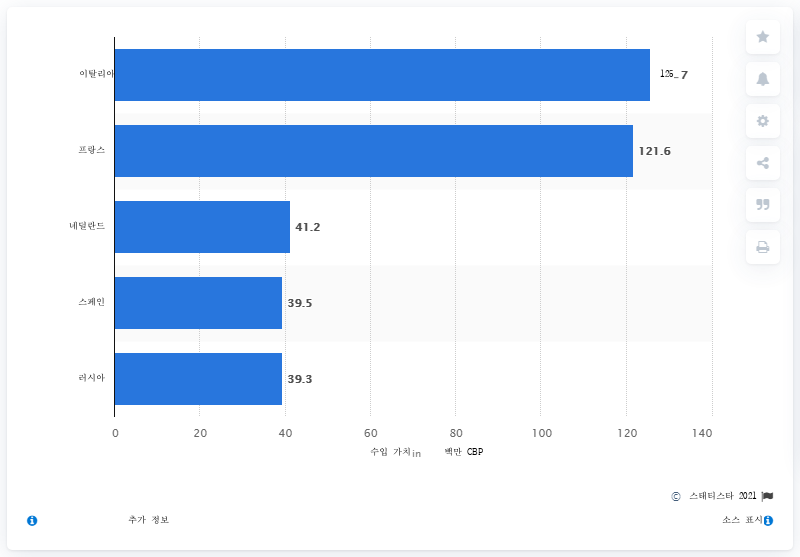 이탈리아 125.7
프랑스 121.6
네덜란드 41.2
스페인 39.5
러시아 39.3
0 20 40 60 80 100 120 140
수입 가치in 백만 CBP
© 스태티스타 2021
추가 정보 소스 표시